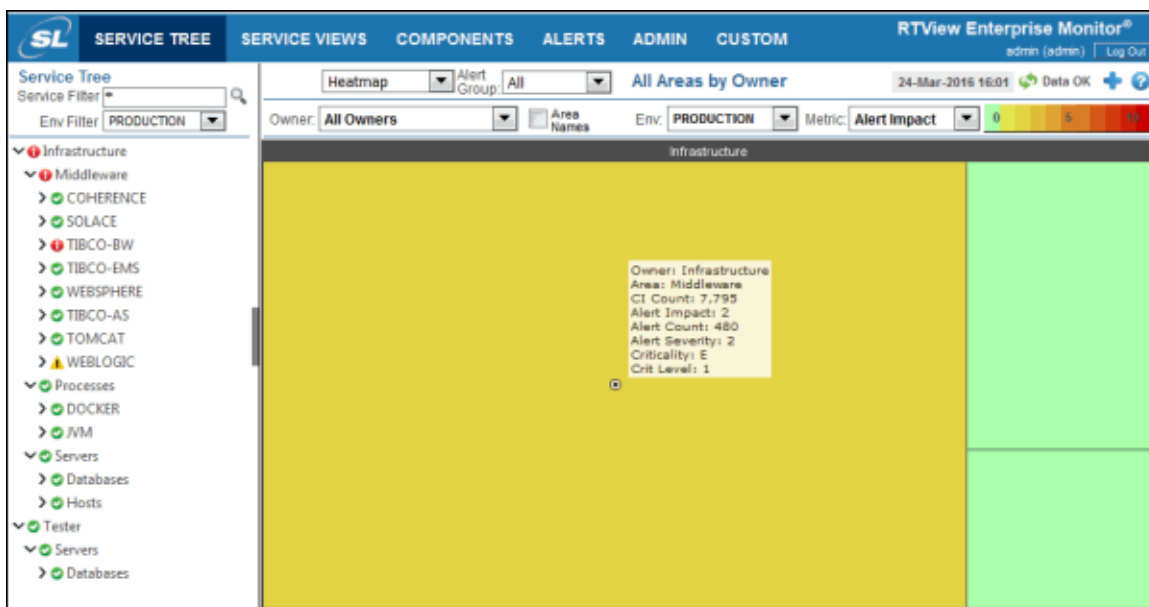 SL SERVICE TREE SERVICE VIEWS COMPONENTS ALERTS ADMIN CUSTOM RTView Enterprise Monitor®
admin (admin) Log Out
Service Tree
Service Filter *
Env Filter PRODUCTION
Heatmap Alert Group: All All Areas by Owner 24-Mar-2016 16:01 Data OK
Owner: All Owners Area Names Env: PRODUCTION Metric: Alert Impact 0 5 10
Infrastructure
Middleware
COHERENCE
SOLACE
TIBCO-BW
TIBCO-EMS
WEBSPHERE
TIBCO-AS
TOMCAT
WEBLOGIC
Processes
DOCKER
JVM
Servers
Databases
Hosts
Tester
Servers
Databases
Infrastructure
Owner: Infrastructure
Area: Middleware
CI Count: 7,795
Alert Impact: 2
Alert Count: 480
Alert Severity: 2
Criticality: E
Crit Level: 1